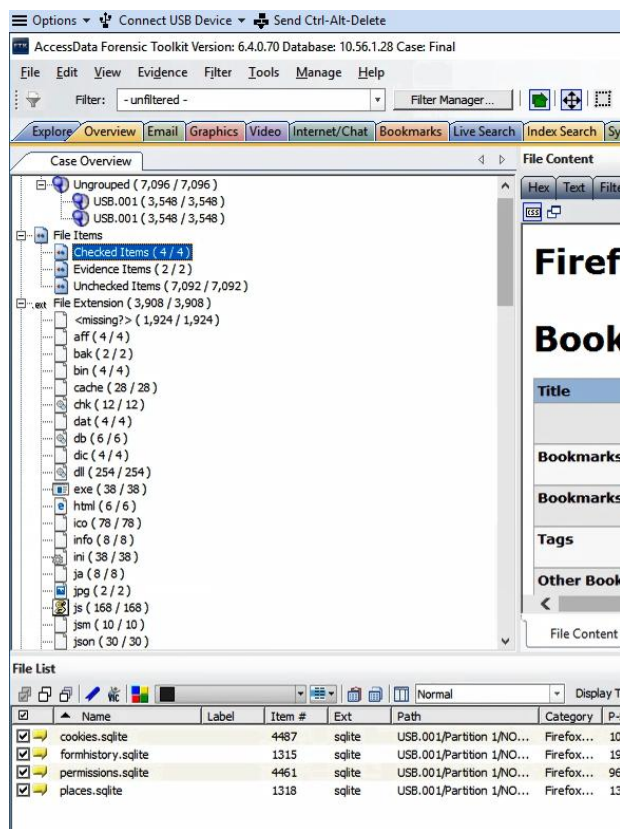 Options Connect USB Device Send Ctrl-Alt-Delete
AccessData Forensic Toolkit Version: 6.4.0.70 Database: 10.56.1.28 Case: Final
File Edit View Evidence Filter Tools Manage Help
Filter: - unfiltered - Filter Manager...
Explore Overview Email Graphics Video Internet/Chat Bookmarks Live Search Index Search Sy
Case Overview
Ungrouped ( 7,096 / 7,096 )
USB.001 ( 3,548 / 3,548 )
USB.001 ( 3,548 / 3,548 )
File Items
Checked Items ( 4 / 4 )
Evidence Items ( 2 / 2 )
Unchecked Items ( 7,092 / 7,092 )
.ext File Extension ( 3,908 / 3,908 )
<missing?> ( 1,924 / 1,924 )
aff ( 4 / 4 )
bak ( 2 / 2 )
bin ( 4 / 4 )
cache ( 28 / 28 )
chk ( 12 / 12 )
dat ( 4 / 4 )
db ( 6 / 6 )
dic ( 4 / 4 )
dll ( 254 / 254 )
exe ( 38 / 38 )
html ( 6 / 6 )
ico ( 78 / 78 )
info ( 8 / 8 )
ini ( 38 / 38 )
ja ( 8 / 8 )
jpg ( 2 / 2 )
js ( 168 / 168 )
jsm ( 10 / 10 )
json ( 30 / 30 )
File Content
Hex Text Filte
CSS
Firef
Book
Title
Bookmarks
Bookmarks
Tags
Other Book
File Content
File List
Normal Display T
Name Label Item # Ext Path Category P-
cookies.sqlite 4487 sqlite USB.001/Partition 1/NO... Firefox... 10
formhistory.sqlite 1315 sqlite USB.001/Partition 1/NO... Firefox... 19
permissions.sqlite 4461 sqlite USB.001/Partition 1/NO... Firefox... 96
places.sqlite 1318 sqlite USB.001/Partition 1/NO... Firefox... 13